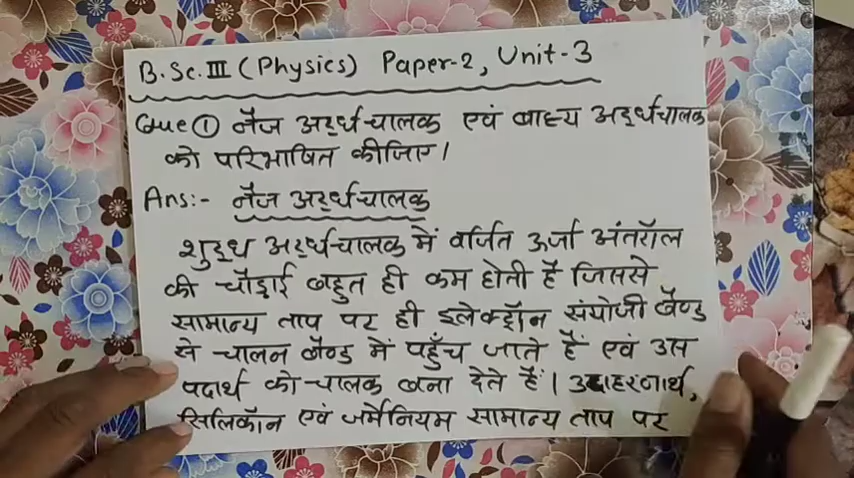 B.Sc.III (Physics) Paper-2, Unit-3
Que① नैज अर्द्धचालक एवं बाह्य अर्द्धचालक
को परिभाषित कीजिए।
Ans:- नैज अर्द्धचालक
शुद्ध अर्द्धचालक में वर्जित ऊर्जा अंतरॉल
की चौड़ाई बहुत ही कम होती है जिससे
सामान्य ताप पर ही इलेक्ट्रॉन संयोजी बैण्ड
से चालन बैण्ड में पहुँच जाते हैं एवं उस
पदार्थ को चालक बना देते हैं। उदाहरणार्थ,
सिलिकॉन एवं जर्मेनियम सामान्य ताप पर